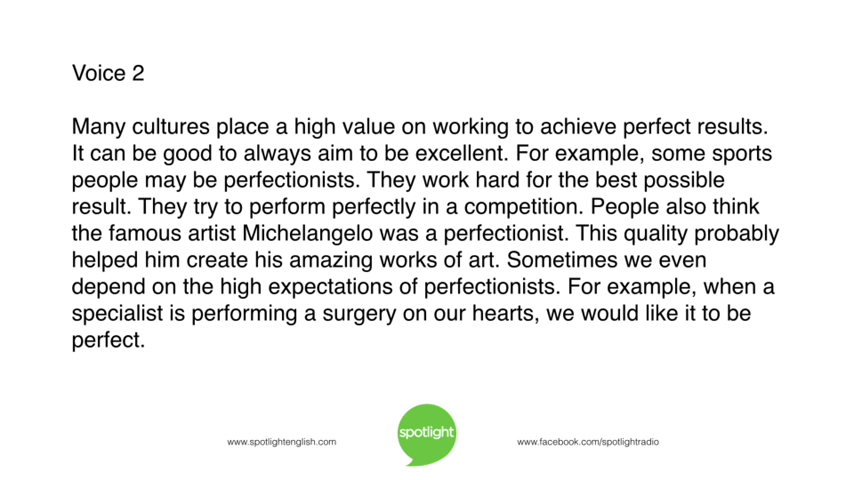 Voice 2
Many cultures place a high value on working to achieve perfect results.
It can be good to always aim to be excellent. For example, some sports
people may be perfectionists. They work hard for the best possible
result. They try to perform perfectly in a competition. People also think
the famous artist Michelangelo was a perfectionist. This quality probably
helped him create his amazing works of art. Sometimes we even
depend on the high expectations of perfectionists. For example, when a
specialist is performing a surgery on our hearts, we would like it to be
perfect.
www.spotlightenglish.com
spotlight
www.facebook.com/spotlightradio